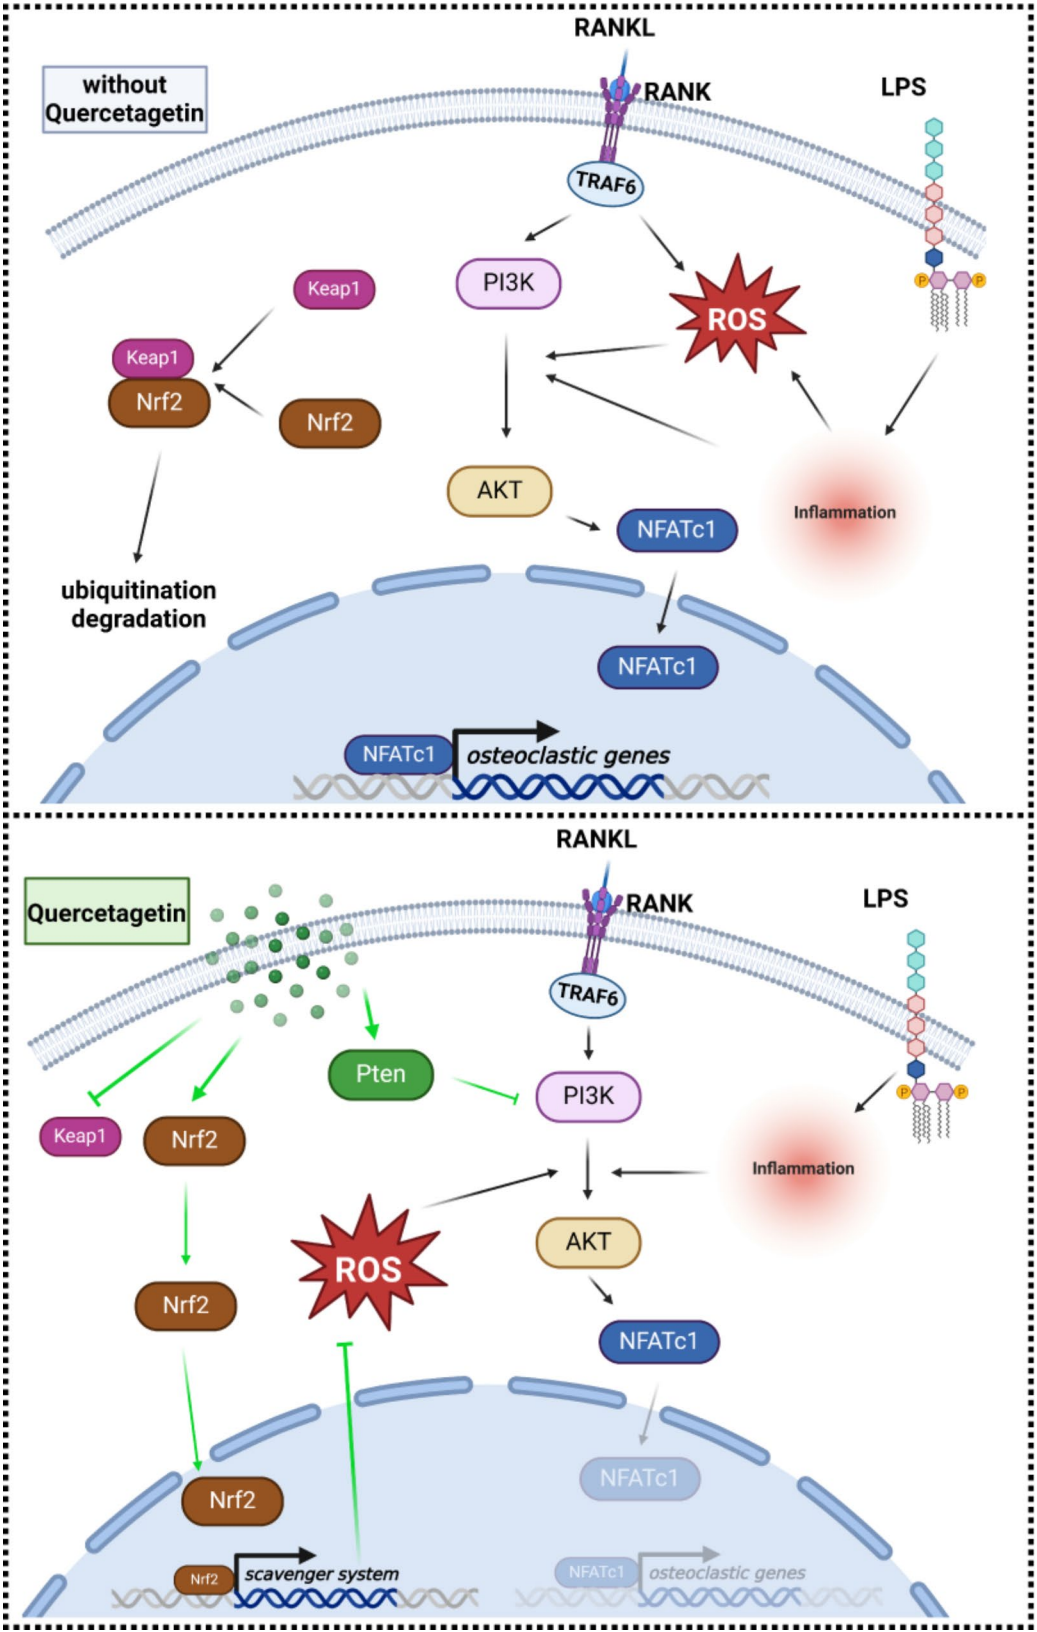 RANKL
without
Quercetagetin
RANK
LPS
TRAF6
Keap1
PI3K
P
P
ROS
Keap1
Nrf2
Nrf2
AKT
NFATc1
Inflammation
ubiquitination
degradation
NFATc1
NFATc1
osteoclastic genes
RANKL
Quercetagetin
RANK
LPS
TRAF6
Pten
PI3K
P
P
Keap1
Nrf2
Inflammation
AKT
ROS
Nrf2
NFATc1
NFATc1
Nrf2
Nrf2
scavenger system
NFATc1
osteoclastic genes